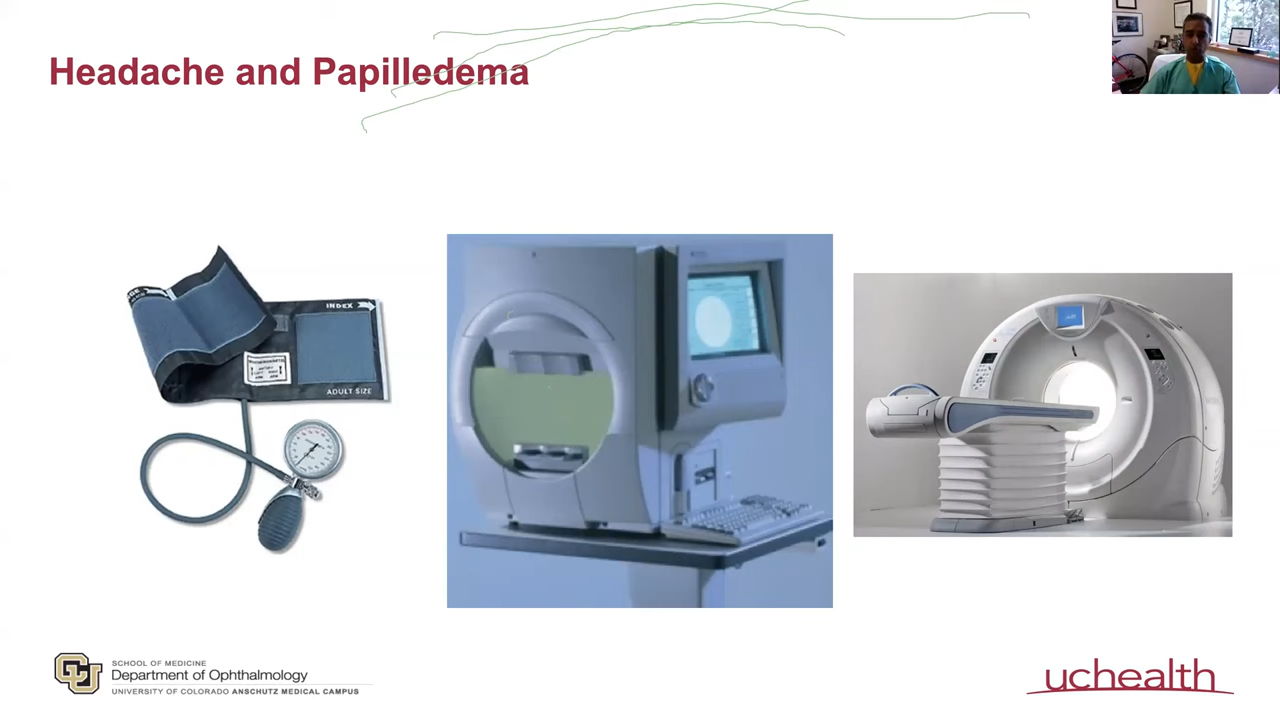 Headache and Papilledema
INDEX
ADULT SIZE
CU
SCHOOL OF MEDICINE
Department of Ophthalmology
UNIVERSITY OF COLORADO ANSCHUTZ MEDICAL CAMPUS
uchealth